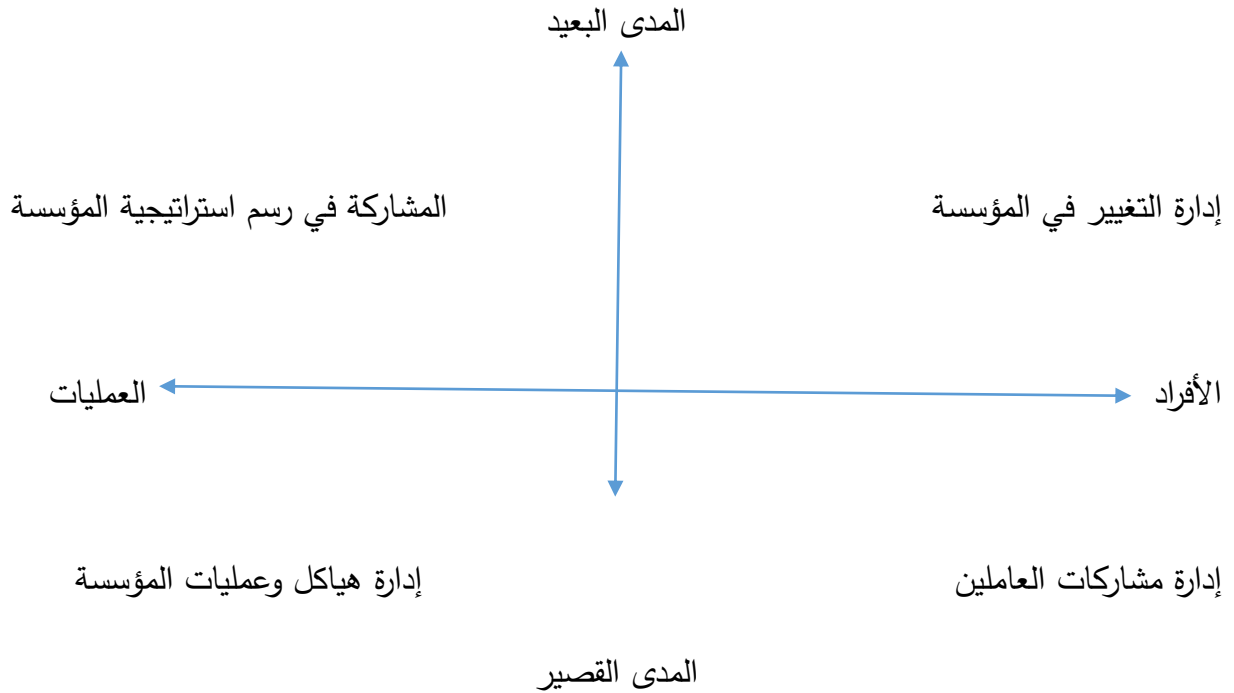 المدى البعيد
إدارة التغيير في المؤسسة
المشاركة في رسم استراتيجية المؤسسة
الأفراد
العمليات
إدارة مشاركات العاملين
إدارة هياكل وعمليات المؤسسة
المدى القصير